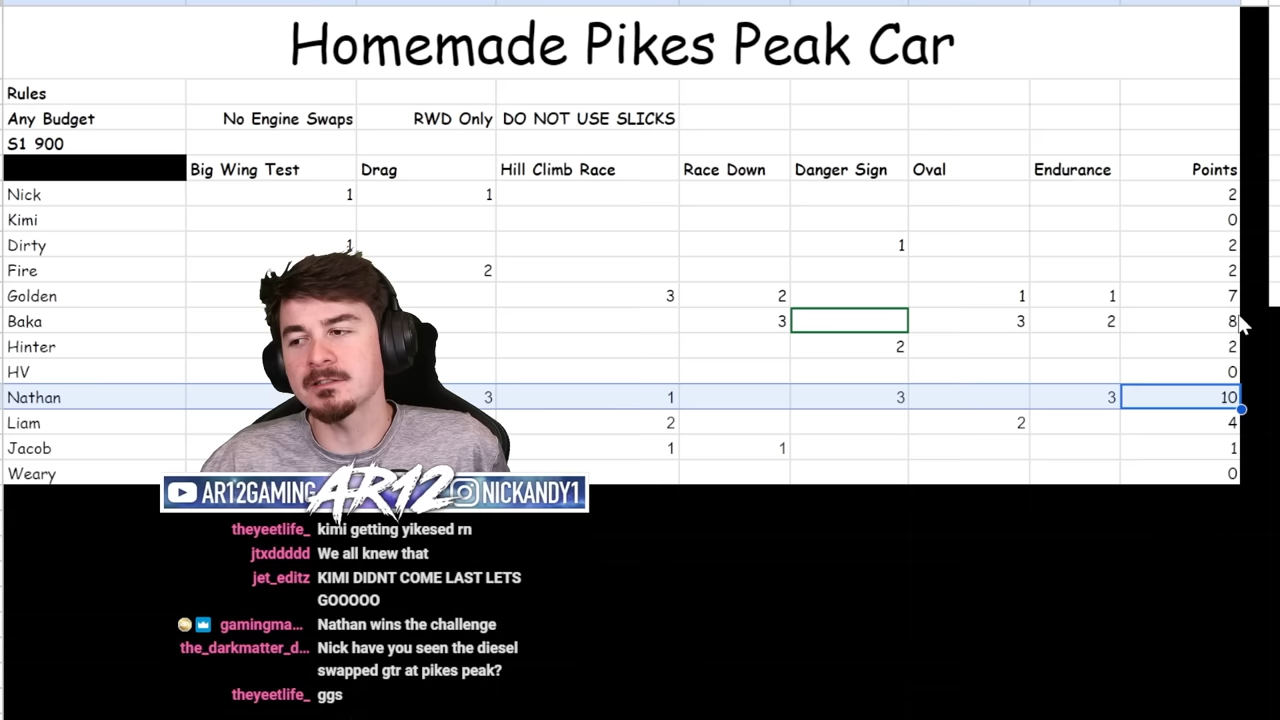 Homemade Pikes Peak Car
Rules
Any Budget No Engine Swaps RWD Only DO NOT USE SLICKS
S1 900
Big Wing Test Drag Hill Climb Race Race Down Danger Sign Oval Endurance Points
Nick 1 1 2
Kimi 0
Dirty 1 1 2
Fire 2 2
Golden 3 2 1 1 7
Baka 3 3 2 8
Hinter 2 2
HV 0
Nathan 3 1 3 3 10
Liam 2 2 4
Jacob 1 1 1
Weary 0
AR12GAMING AR12 NICKANDY1
theyeetlife_ kimi getting yikesed rn
jtxddddd We all knew that
jet_editz KIMI DIDNT COME LAST LETS
GOOOOO
gamingma... Nathan wins the challenge
the_darkmatter_d... Nick have you seen the diesel
swapped gtr at pikes peak?
theyeetlife_ ggs